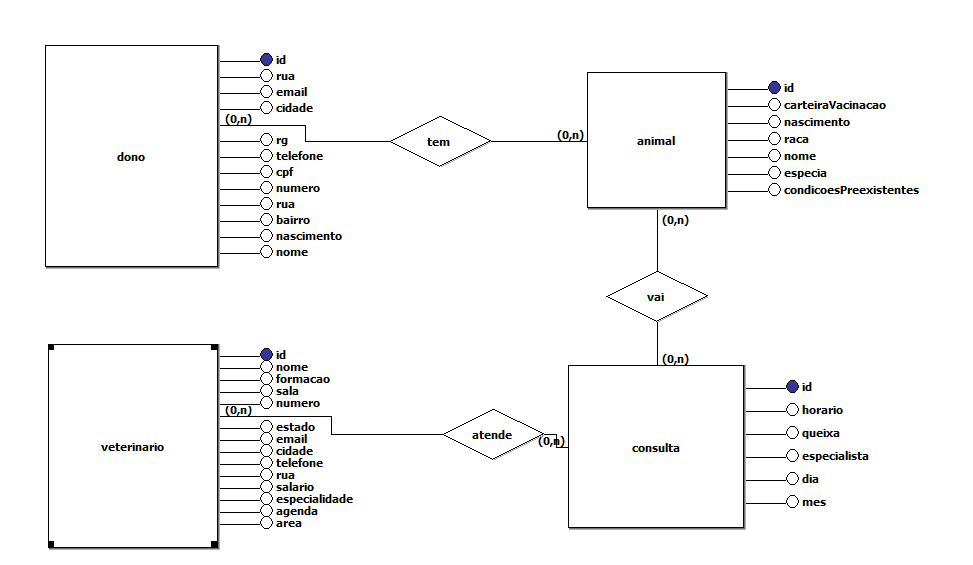 dono
id
rua
email
cidade
(0,n)
rg
telefone
cpf
numero
rua
bairro
nascimento
nome
tem
(0,n)
animal
id
carteiraVacinacao
nascimento
raca
nome
especia
condicoesPreexistentes
(0,n)
vai
(0,n)
veterinario
id
nome
formacao
sala
numero
(0,n)
estado
email
cidade
telefone
rua
salario
especialidade
agenda
area
atende
(0,n)
consulta
id
horario
queixa
especialista
dia
mes